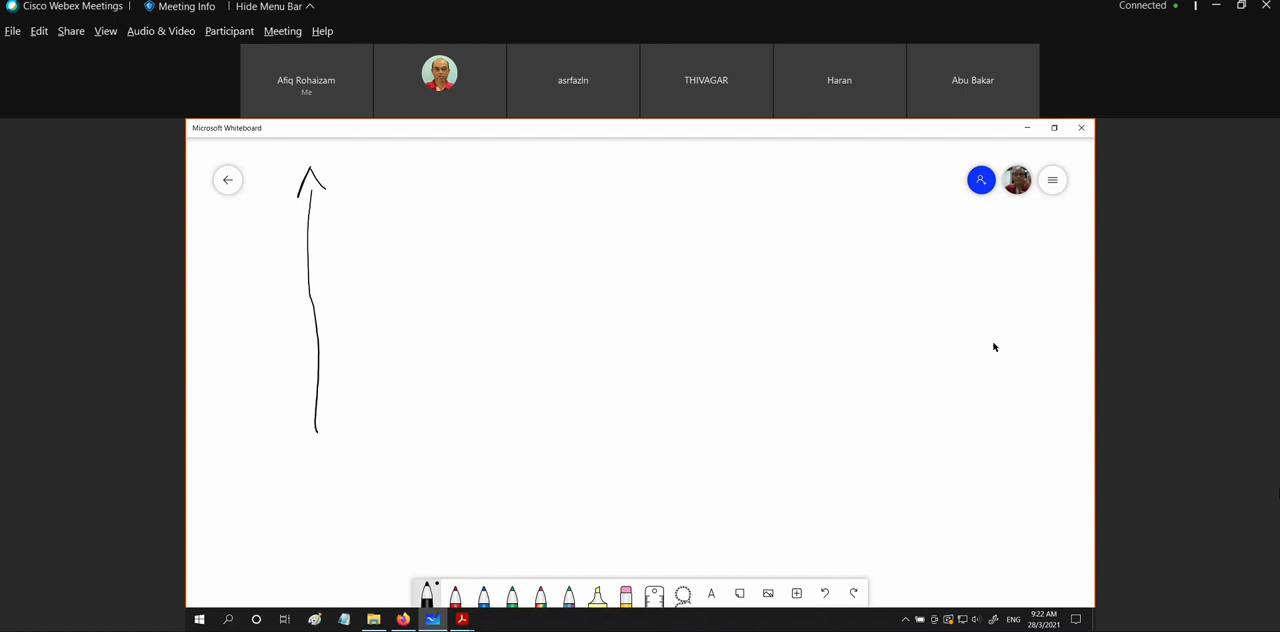 Cisco Webex Meetings | Meeting Info | Hide Menu Bar Connected
File Edit Share View Audio & Video Participant Meeting Help
Afiq Rohaizam asrfazln THIVAGAR Haran Abu Bakar
Me
Microsoft Whiteboard
A
9:22 AM
ENG
28/3/2021